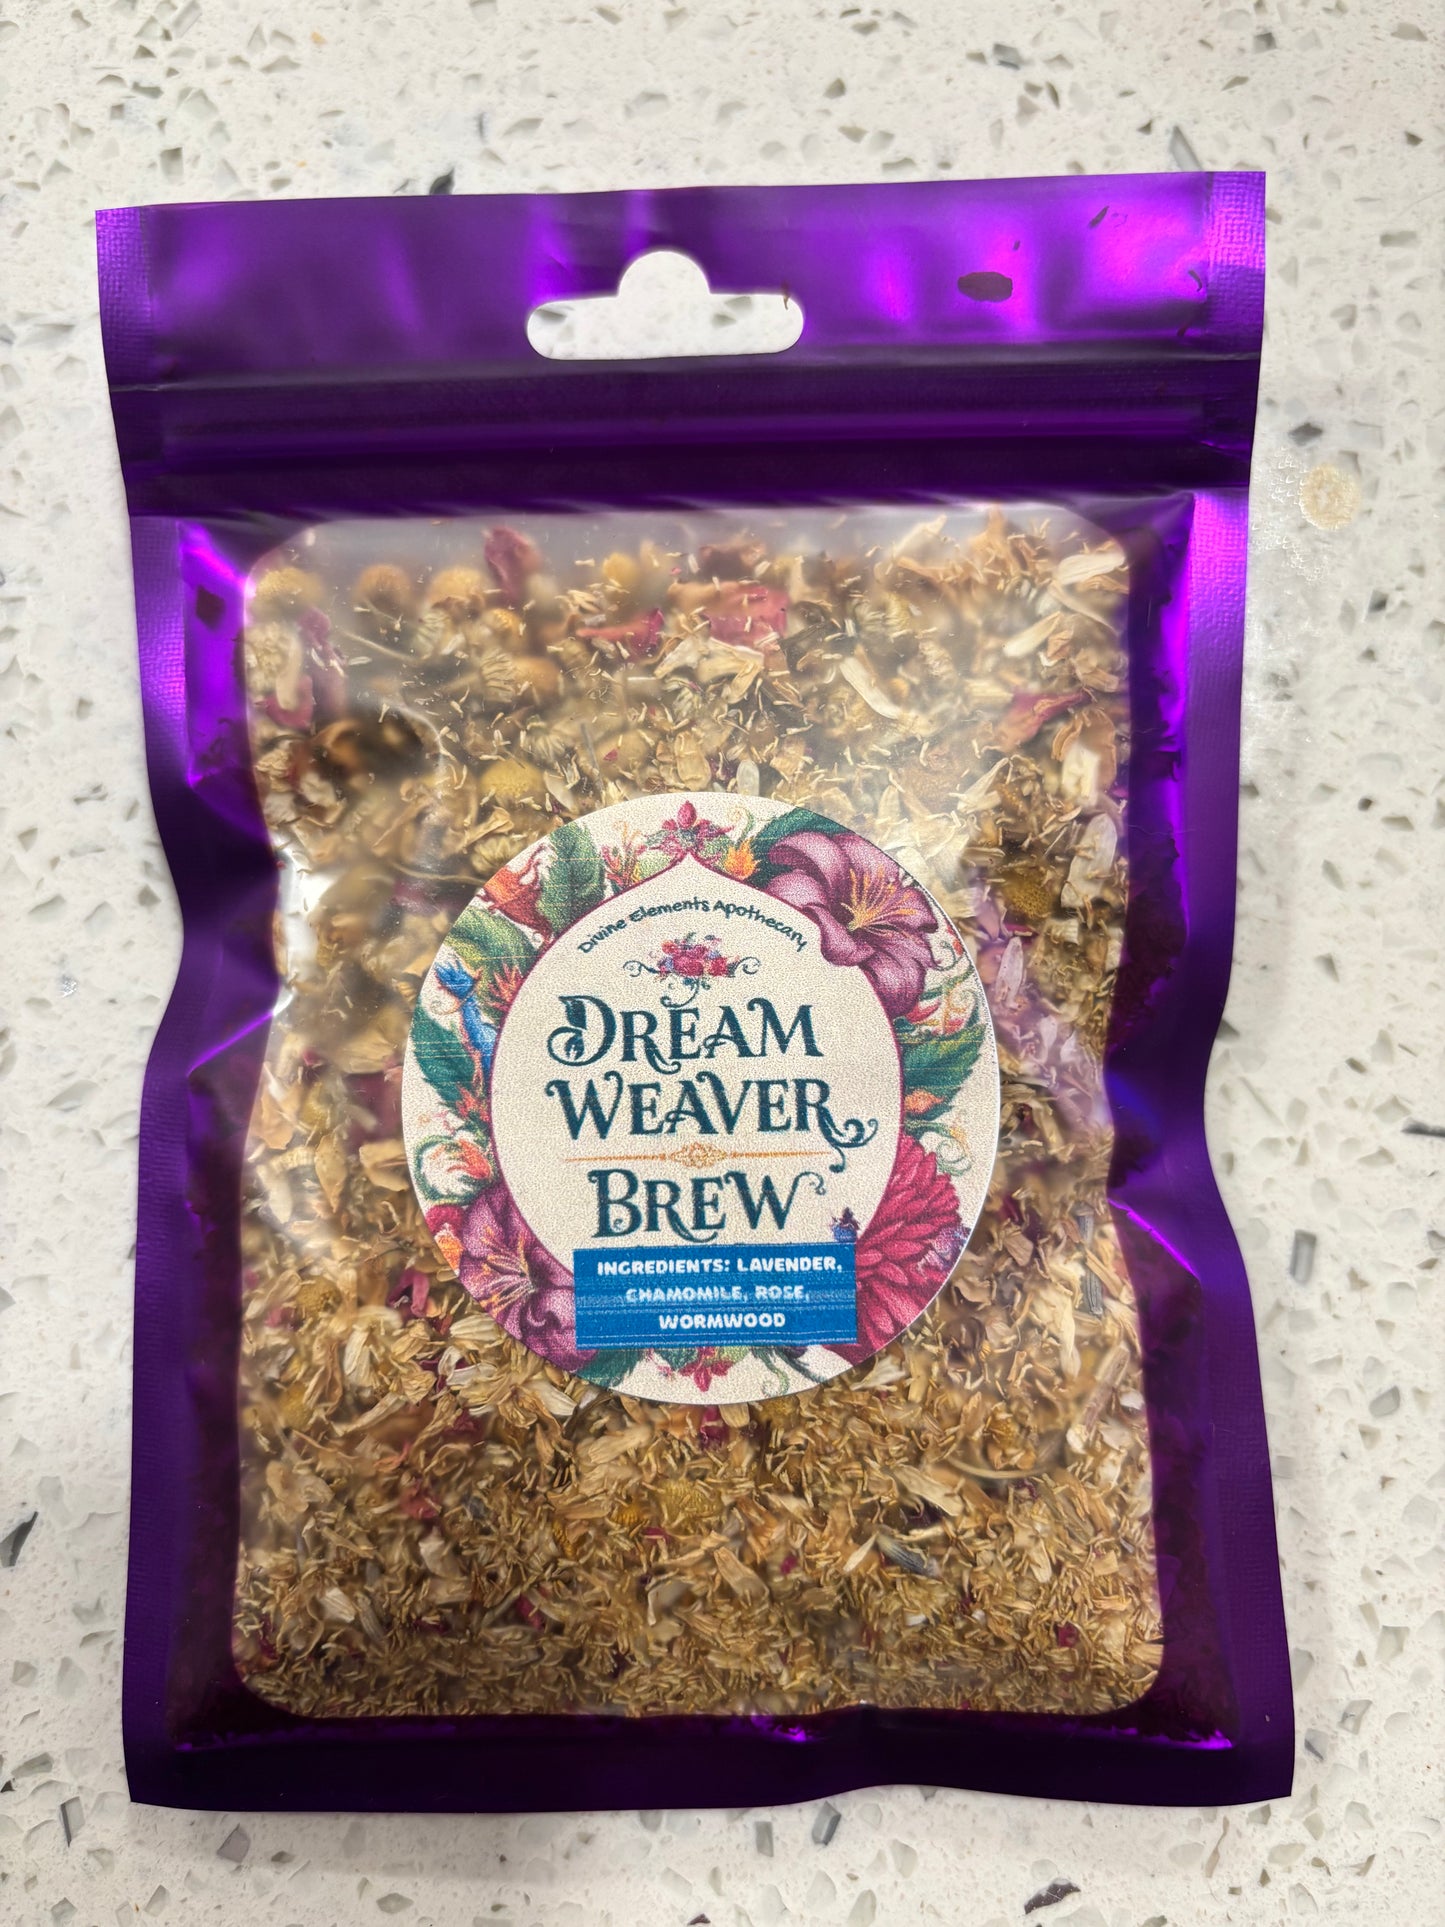 Divine Elements Apothecary
DREAM
WEAVER
BREW
INGREDIENTS: LAVENDER,
CHAMOMILE, ROSE,
WORMWOOD